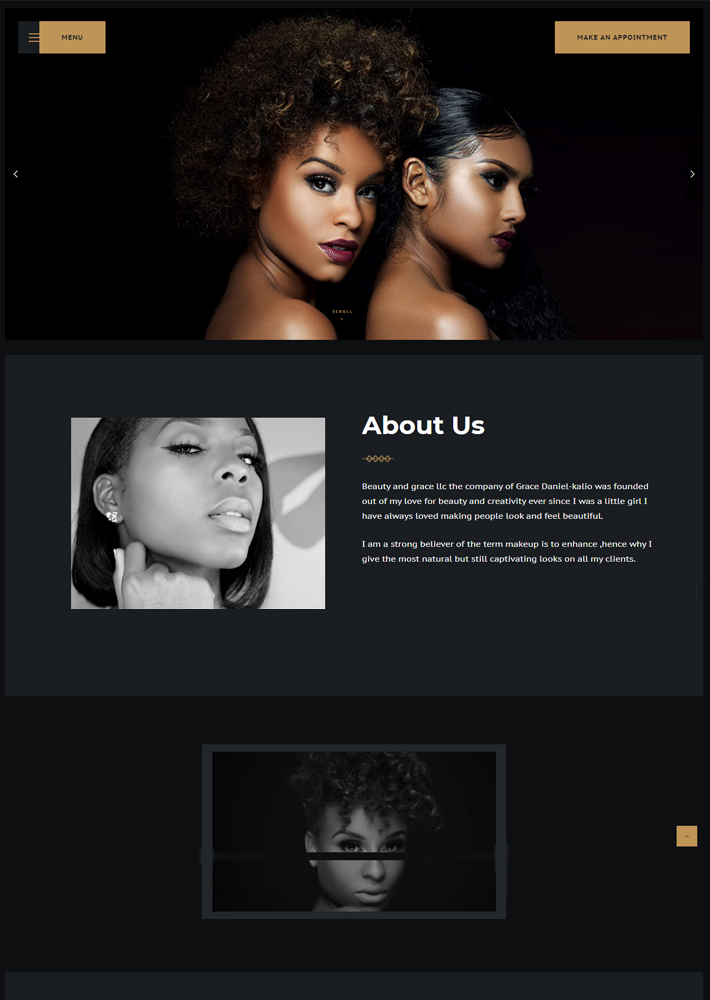 MENU
MAKE AN APPOINTMENT
SCROLL
About Us
Beauty and grace llc the company of Grace Daniel-kalio was founded
out of my love for beauty and creativity ever since I was a little girl I
have always loved making people look and feel beautiful.
I am a strong believer of the term makeup is to enhance ,hence why I
give the most natural but still captivating looks on all my clients.